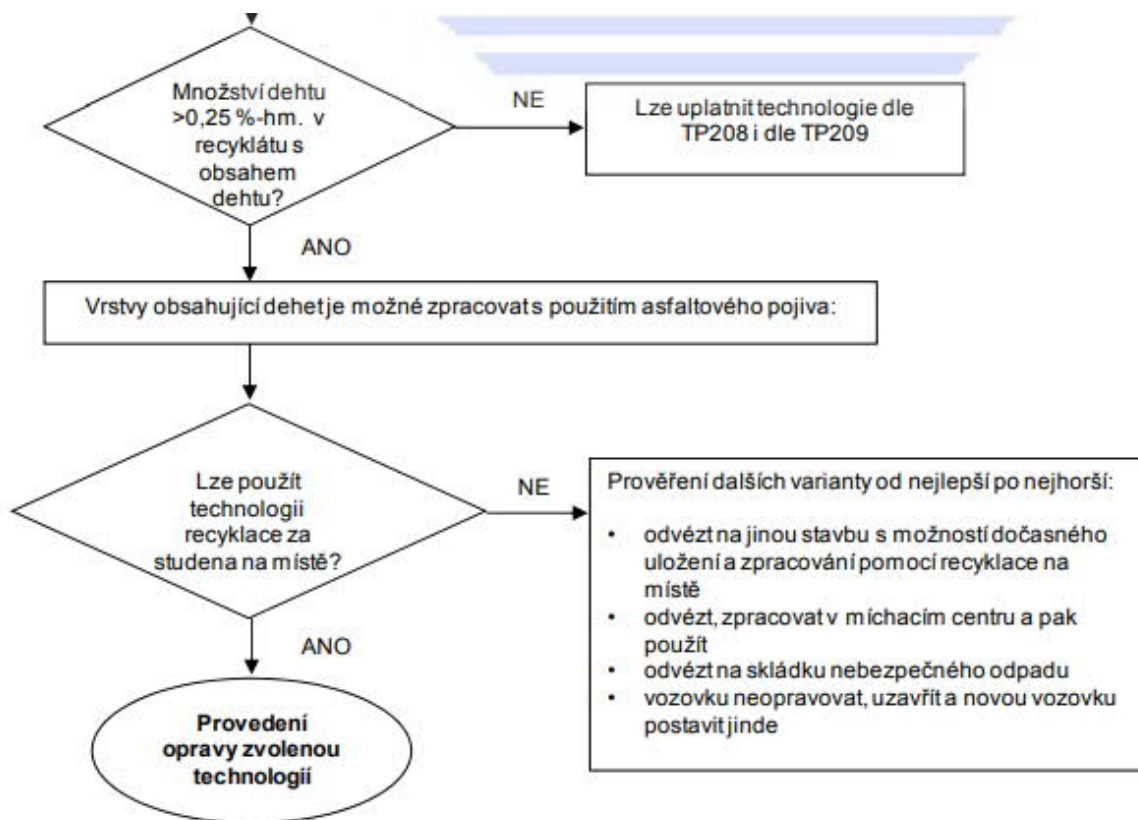 Množství dehtu
>0,25 %-hm. v
recyklátu s
obsahem
dehtu?
NE
Lze uplatnit technologie dle
TP208 i dle TP209
ANO
Vrstvy obsahující dehet je možné zpracovat s použitím asfaltového pojiva:
Lze použít
technologii
recyklace za
studena na místě?
NE
Prověření dalších varianty od nejlepší po nejhorší:
• odvézt na jinou stavbu s možností dočasného
uložení a zpracování pomocí recyklace na
místě
• odvézt, zpracovat v míchacím centru a pak
použít
• odvézt na skládku nebezpečného odpadu
• vozovku neopravovat, uzavřít a novou vozovku
postavit jinde
ANO
Provedení
opravy zvolenou
technologií